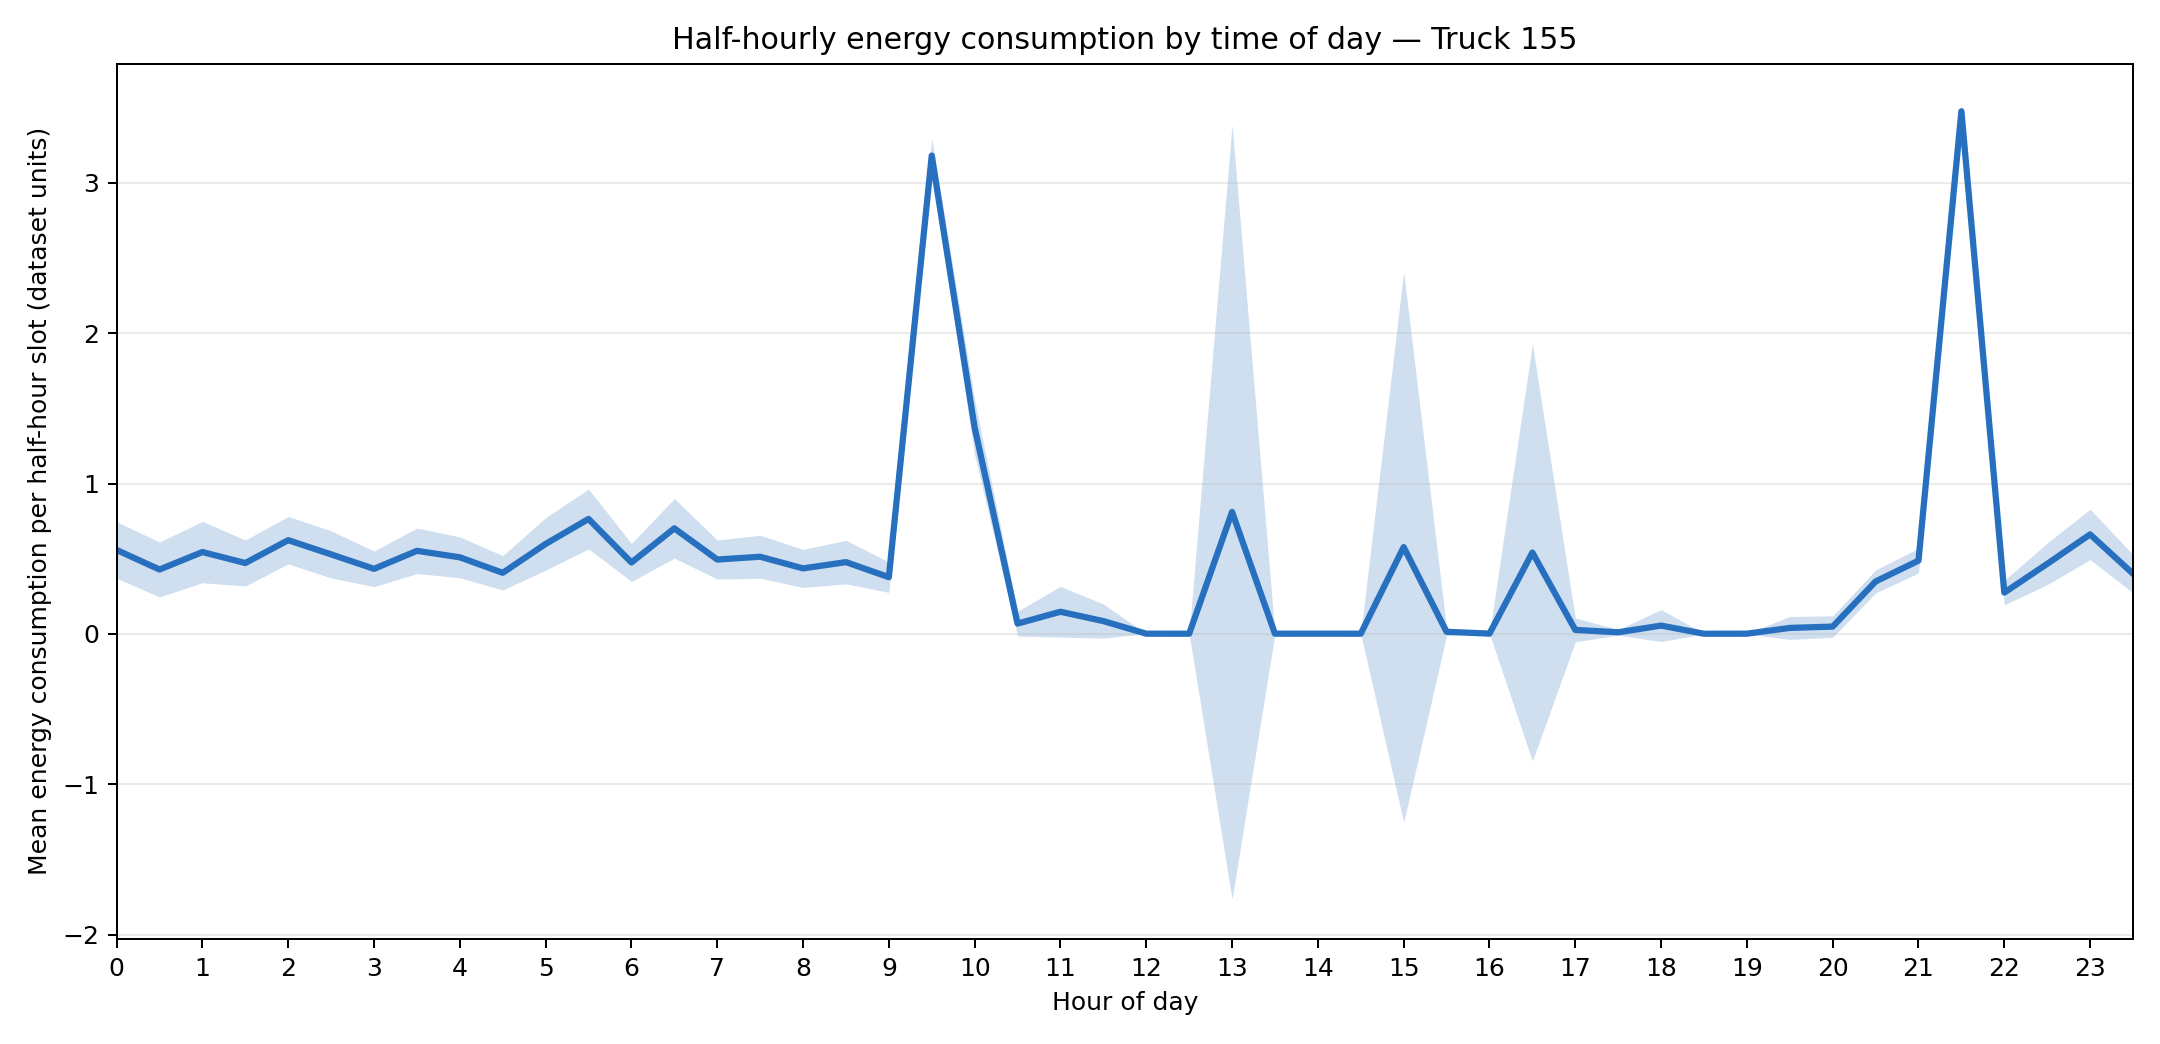 Half-hourly energy consumption by time of day — Truck 155
Mean energy consumption per half-hour slot (dataset units)
3
2
1
0
−1
−2
0 1 2 3 4 5 6 7 8 9 10 11 12 13 14 15 16 17 18 19 20 21 22 23
Hour of day